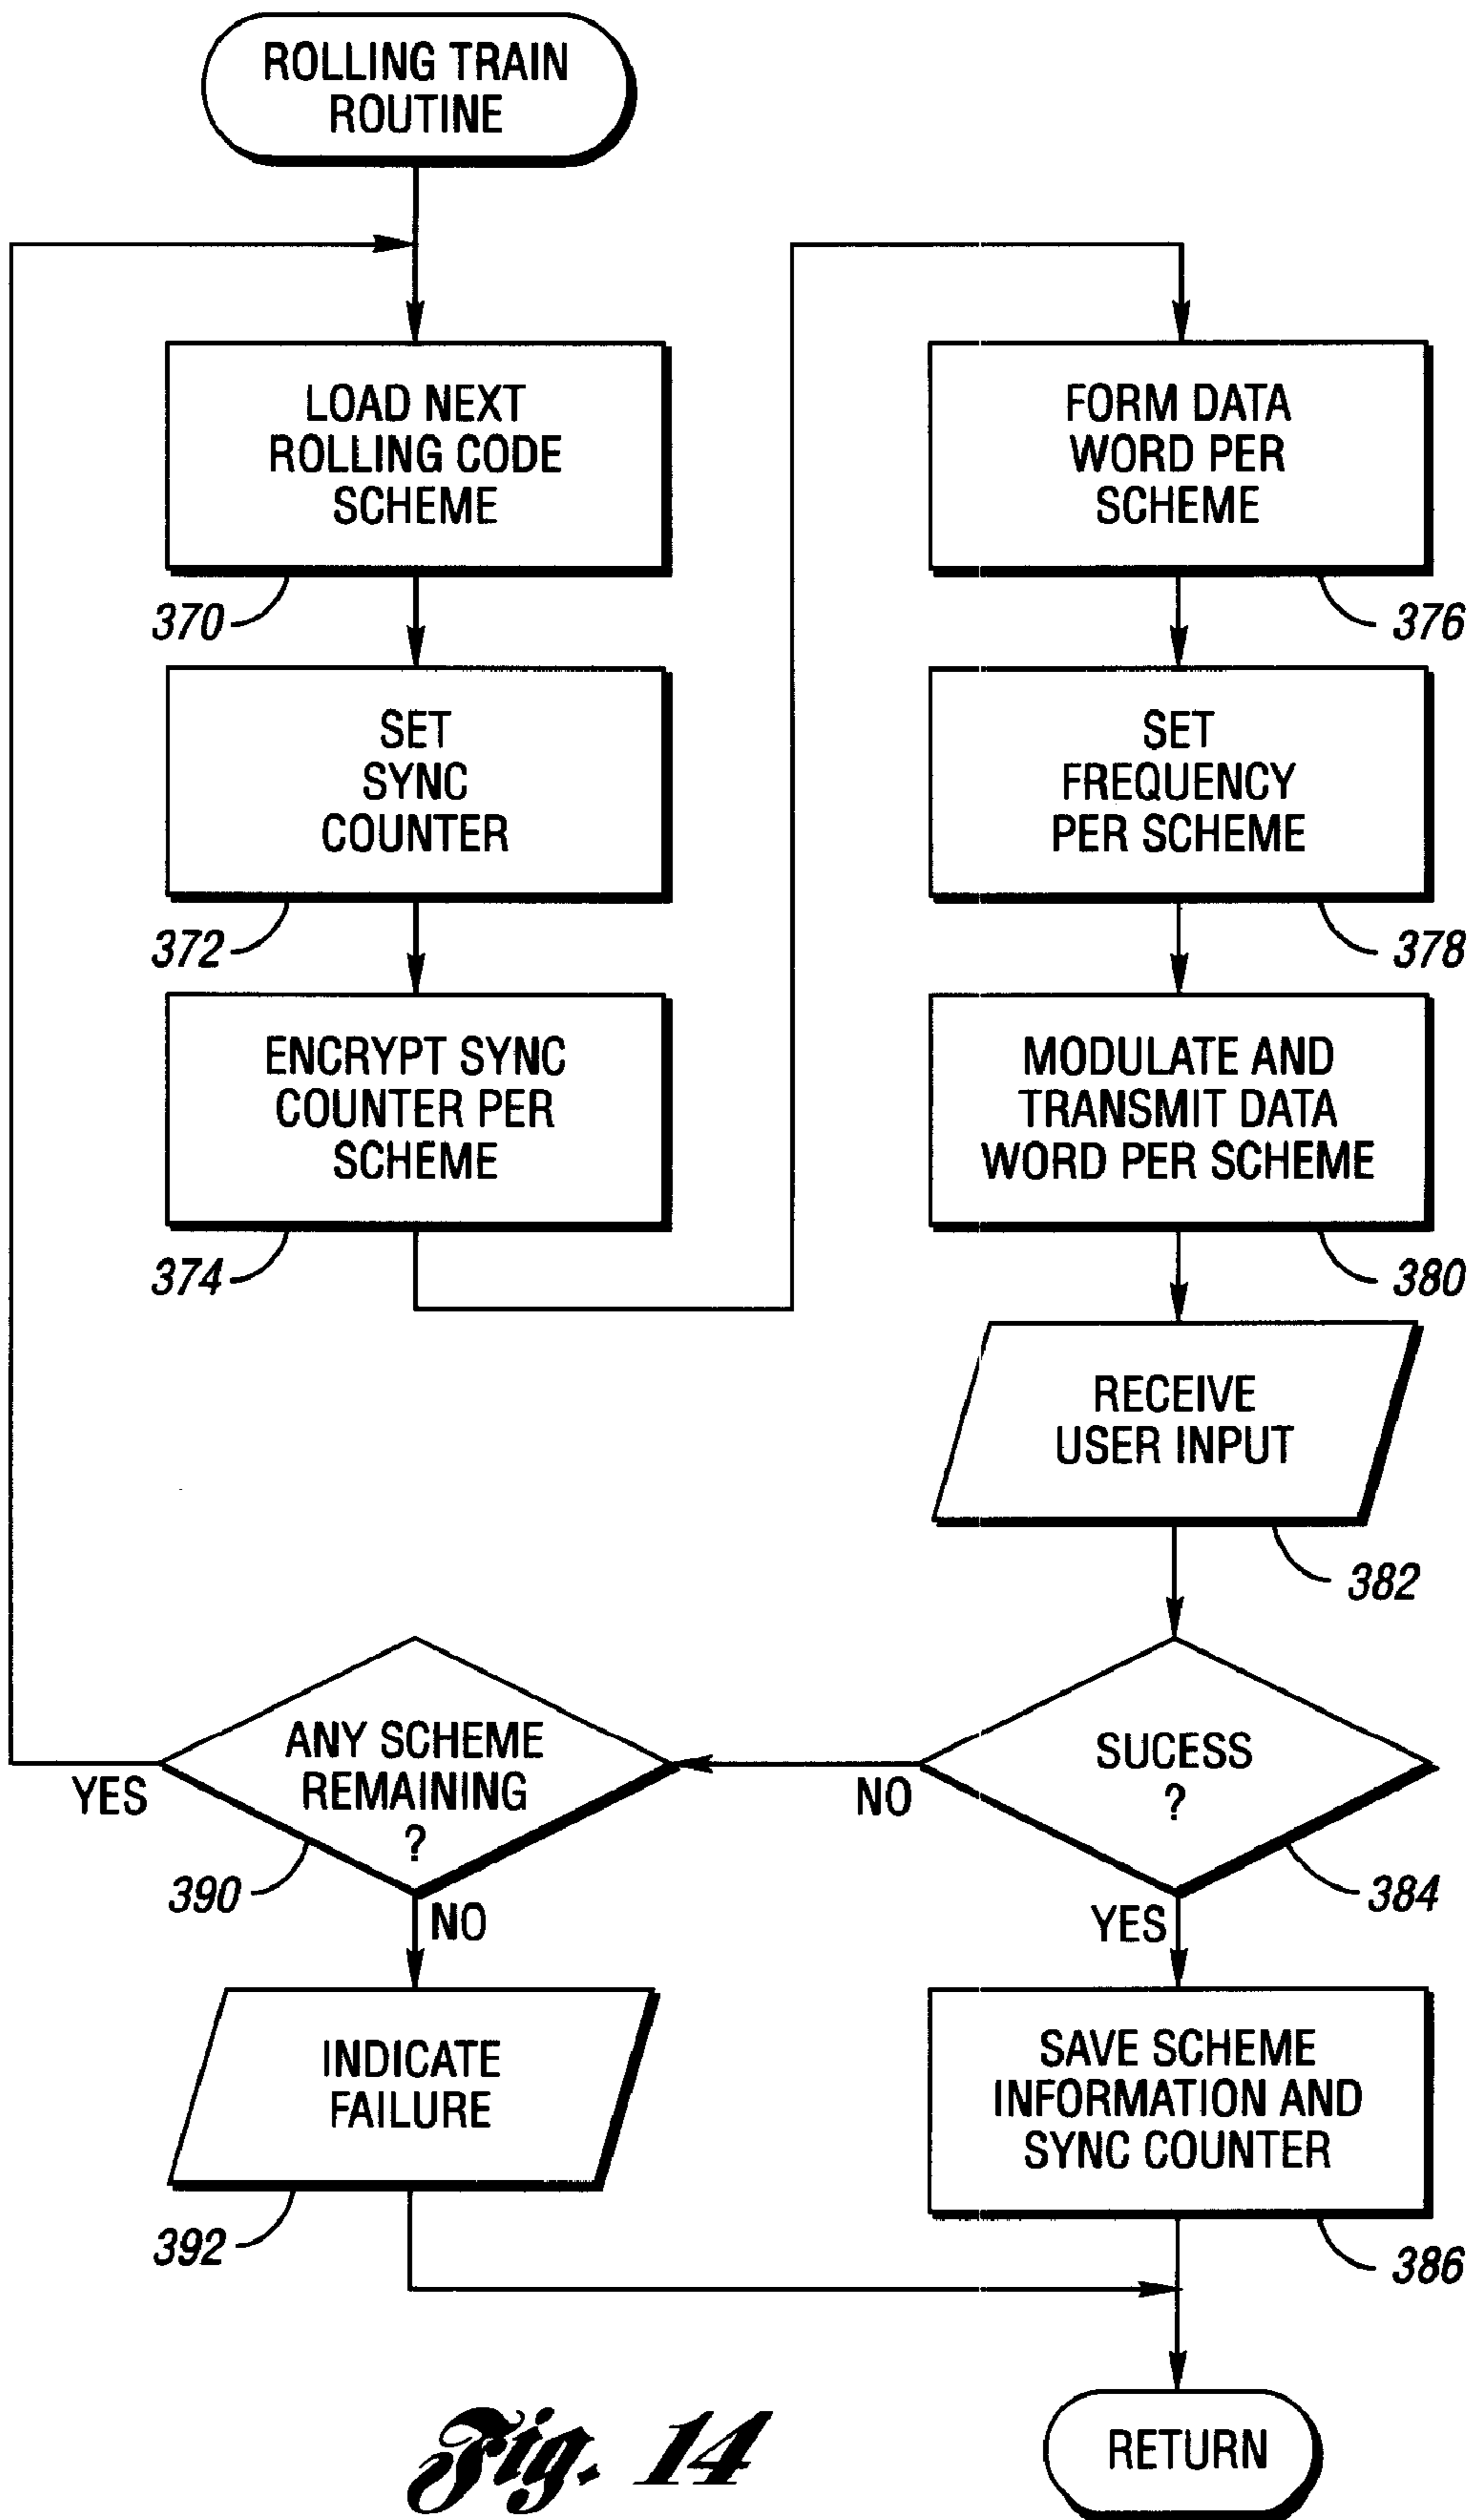 ROLLING TRAIN
ROUTINE
LOAD NEXT
ROLLING CODE
SCHEME
370
SET
SYNC
COUNTER
372
ENCRYPT SYNC
COUNTER PER
SCHEME
374
FORM DATA
WORD PER
SCHEME
376
SET
FREQUENCY
PER SCHEME
378
MODULATE AND
TRANSMIT DATA
WORD PER SCHEME
380
RECEIVE
USER INPUT
382
SUCESS
?
384
NO
YES
ANY SCHEME
REMAINING
?
390
YES
NO
INDICATE
FAILURE
392
SAVE SCHEME
INFORMATION AND
SYNC COUNTER
386
RETURN
Fig. 14